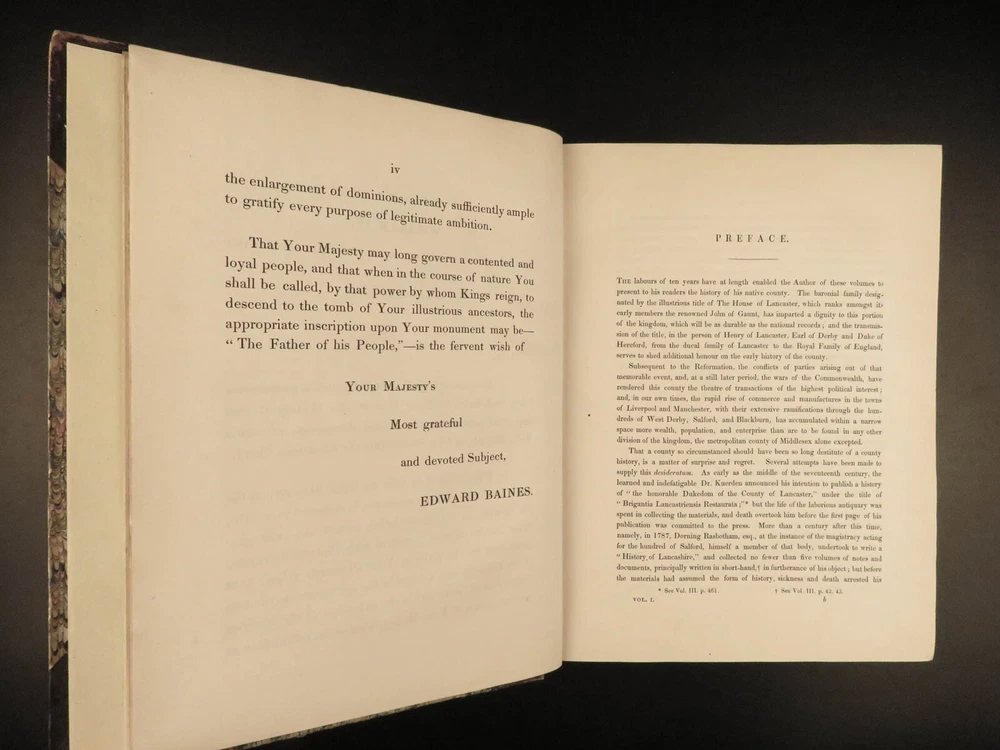 iv
the enlargement of dominions, already sufficiently ample
to gratify every purpose of legitimate ambition.
That Your Majesty may long govern a contented and
loyal people, and that when in the course of nature You
shall be called, by that power by whom Kings reign, to
descend to the tomb of Your illustrious ancestors, the
appropriate inscription upon Your monument may be—
“ The Father of his People,”—is the fervent wish of
Your Majesty's
Most grateful
and devoted Subject,
EDWARD BAINES.
PREFACE.
The labours of ten years have at length enabled the Author of these volumes to
present to his readers the history of his native county. The baronial family desig-
nated by the illustrious title of The House of Lancaster, which ranks amongst its
early members the renowned John of Gaunt, has imparted a dignity to this portion
of the kingdom, which will be as durable as the national records; and the transmis-
sion of the title, in the person of Henry of Lancaster, Earl of Derby and Duke of
Hereford, from the ducal family of Lancaster to the Royal Family of England,
serves to shed additional honour on the early history of the county.
Subsequent to the Reformation, the conflicts of parties arising out of that
memorable event, and, at a still later period, the wars of the Commonwealth, have
rendered this county the theatre of transactions of the highest political interest;
and, in our own times, the rapid rise of commerce and manufactures in the towns
of Liverpool and Manchester, with their extensive ramifications through the hun-
dreds of West Derby, Salford, and Blackburn, has accumulated within a narrow
space more wealth, population, and enterprise than are to be found in any other
division of the kingdom, the metropolitan county of Middlesex alone excepted.
That a county so circumstanced should have been so long destitute of a county
history, is a matter of surprise and regret. Several attempts have been made to
supply this desideratum. As early as the middle of the seventeenth century, the
learned and indefatigable Dr. Kuerden announced his intention to publish a history
of “ the honorable Dukedom of the County of Lancaster,” under the title of
“ Brigantia Lancastriensis Restaurata ;”* but the life of the laborious antiquary was
spent in collecting the materials, and death overtook him before the first page of his
publication was committed to the press. More than a century after this time,
namely, in 1787, Dorning Rasbotham, esq., at the instance of the magistracy acting
for the hundred of Salford, himself a member of that body, undertook to write a
“ History of Lancashire,” and collected no fewer than five volumes of notes and
documents, principally written in short-hand,† in furtherance of his object; but before
the materials had assumed the form of history, sickness and death arrested his
* See Vol. III. p. 461. † See Vol. III. p. 42, 43.
VOL. I. b